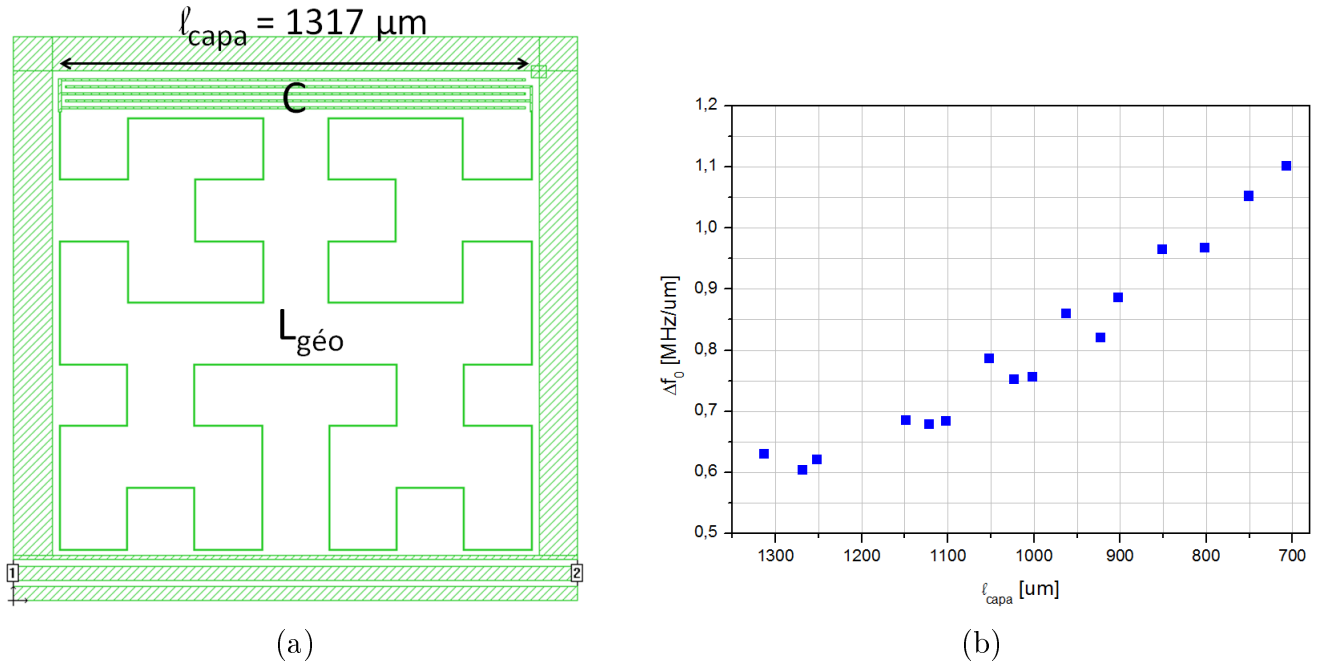 ℓcapa = 1317 µm
C
Lgéo
1
2
(a)
1,2
1,1
1,0
0,9
0,8
0,7
0,6
0,5
Δf0 [MHz/um]
1300 1200 1100 1000 900 800 700
ℓcapa [um]
(b)